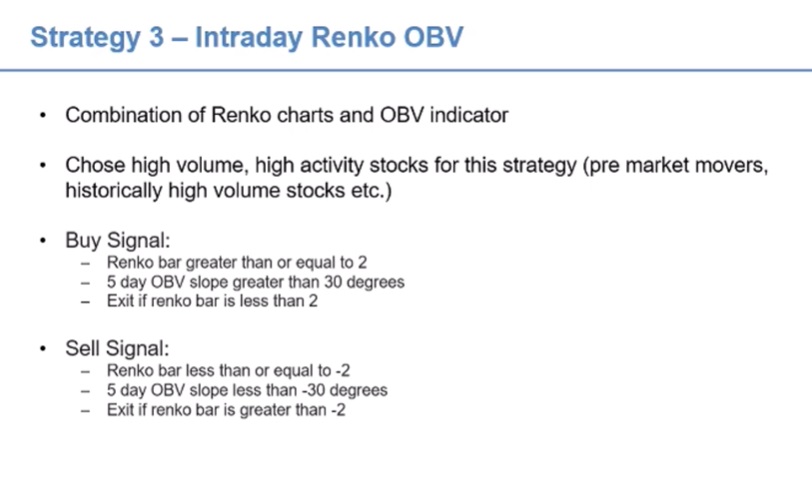 Strategy 3 – Intraday Renko OBV
• Combination of Renko charts and OBV indicator
• Chose high volume, high activity stocks for this strategy (pre market movers,
historically high volume stocks etc.)
• Buy Signal:
– Renko bar greater than or equal to 2
– 5 day OBV slope greater than 30 degrees
– Exit if renko bar is less than 2
• Sell Signal:
– Renko bar less than or equal to -2
– 5 day OBV slope less than -30 degrees
– Exit if renko bar is greater than -2